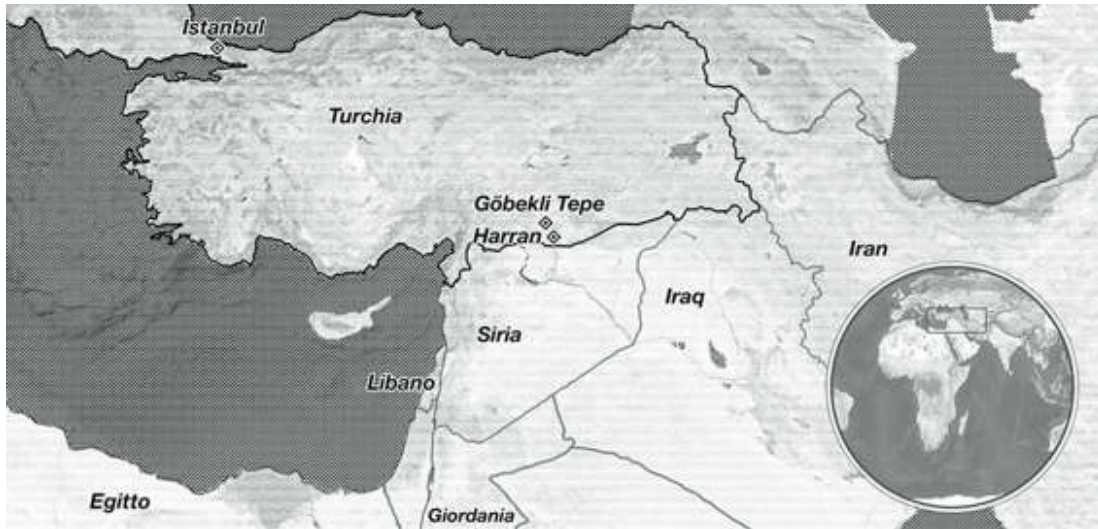 Istanbul
Turchia
Göbekli Tepe
Harran
Iran
Iraq
Siria
Libano
Egitto
Giordania